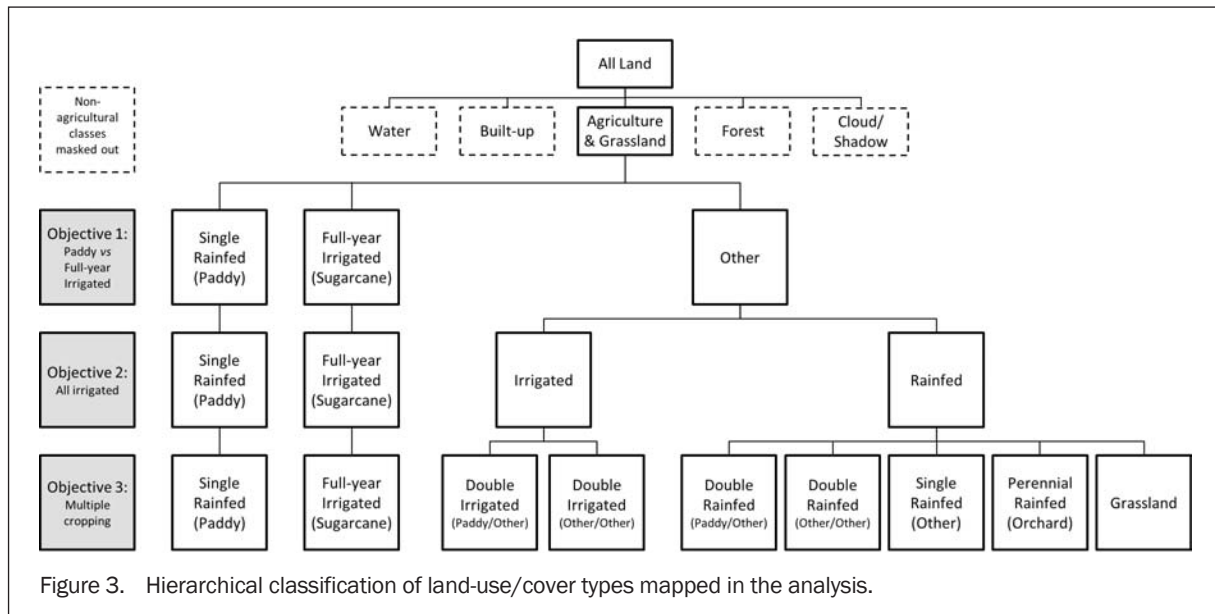 All Land
Non-
agricultural
classes
masked out
Water
Built-up
Agriculture
& Grassland
Forest
Cloud/
Shadow
Objective 1:
Paddy vs
Full-year
Irrigated
Single
Rainfed
(Paddy)
Full-year
Irrigated
(Sugarcane)
Other
Objective 2:
All irrigated
Single
Rainfed
(Paddy)
Full-year
Irrigated
(Sugarcane)
Irrigated
Rainfed
Objective 3:
Multiple
cropping
Single
Rainfed
(Paddy)
Full-year
Irrigated
(Sugarcane)
Double
Irrigated
(Paddy/Other)
Double
Irrigated
(Other/Other)
Double
Rainfed
(Paddy/Other)
Double
Rainfed
(Other/Other)
Single
Rainfed
(Other)
Perennial
Rainfed
(Orchard)
Grassland
Figure 3. Hierarchical classification of land-use/cover types mapped in the analysis.